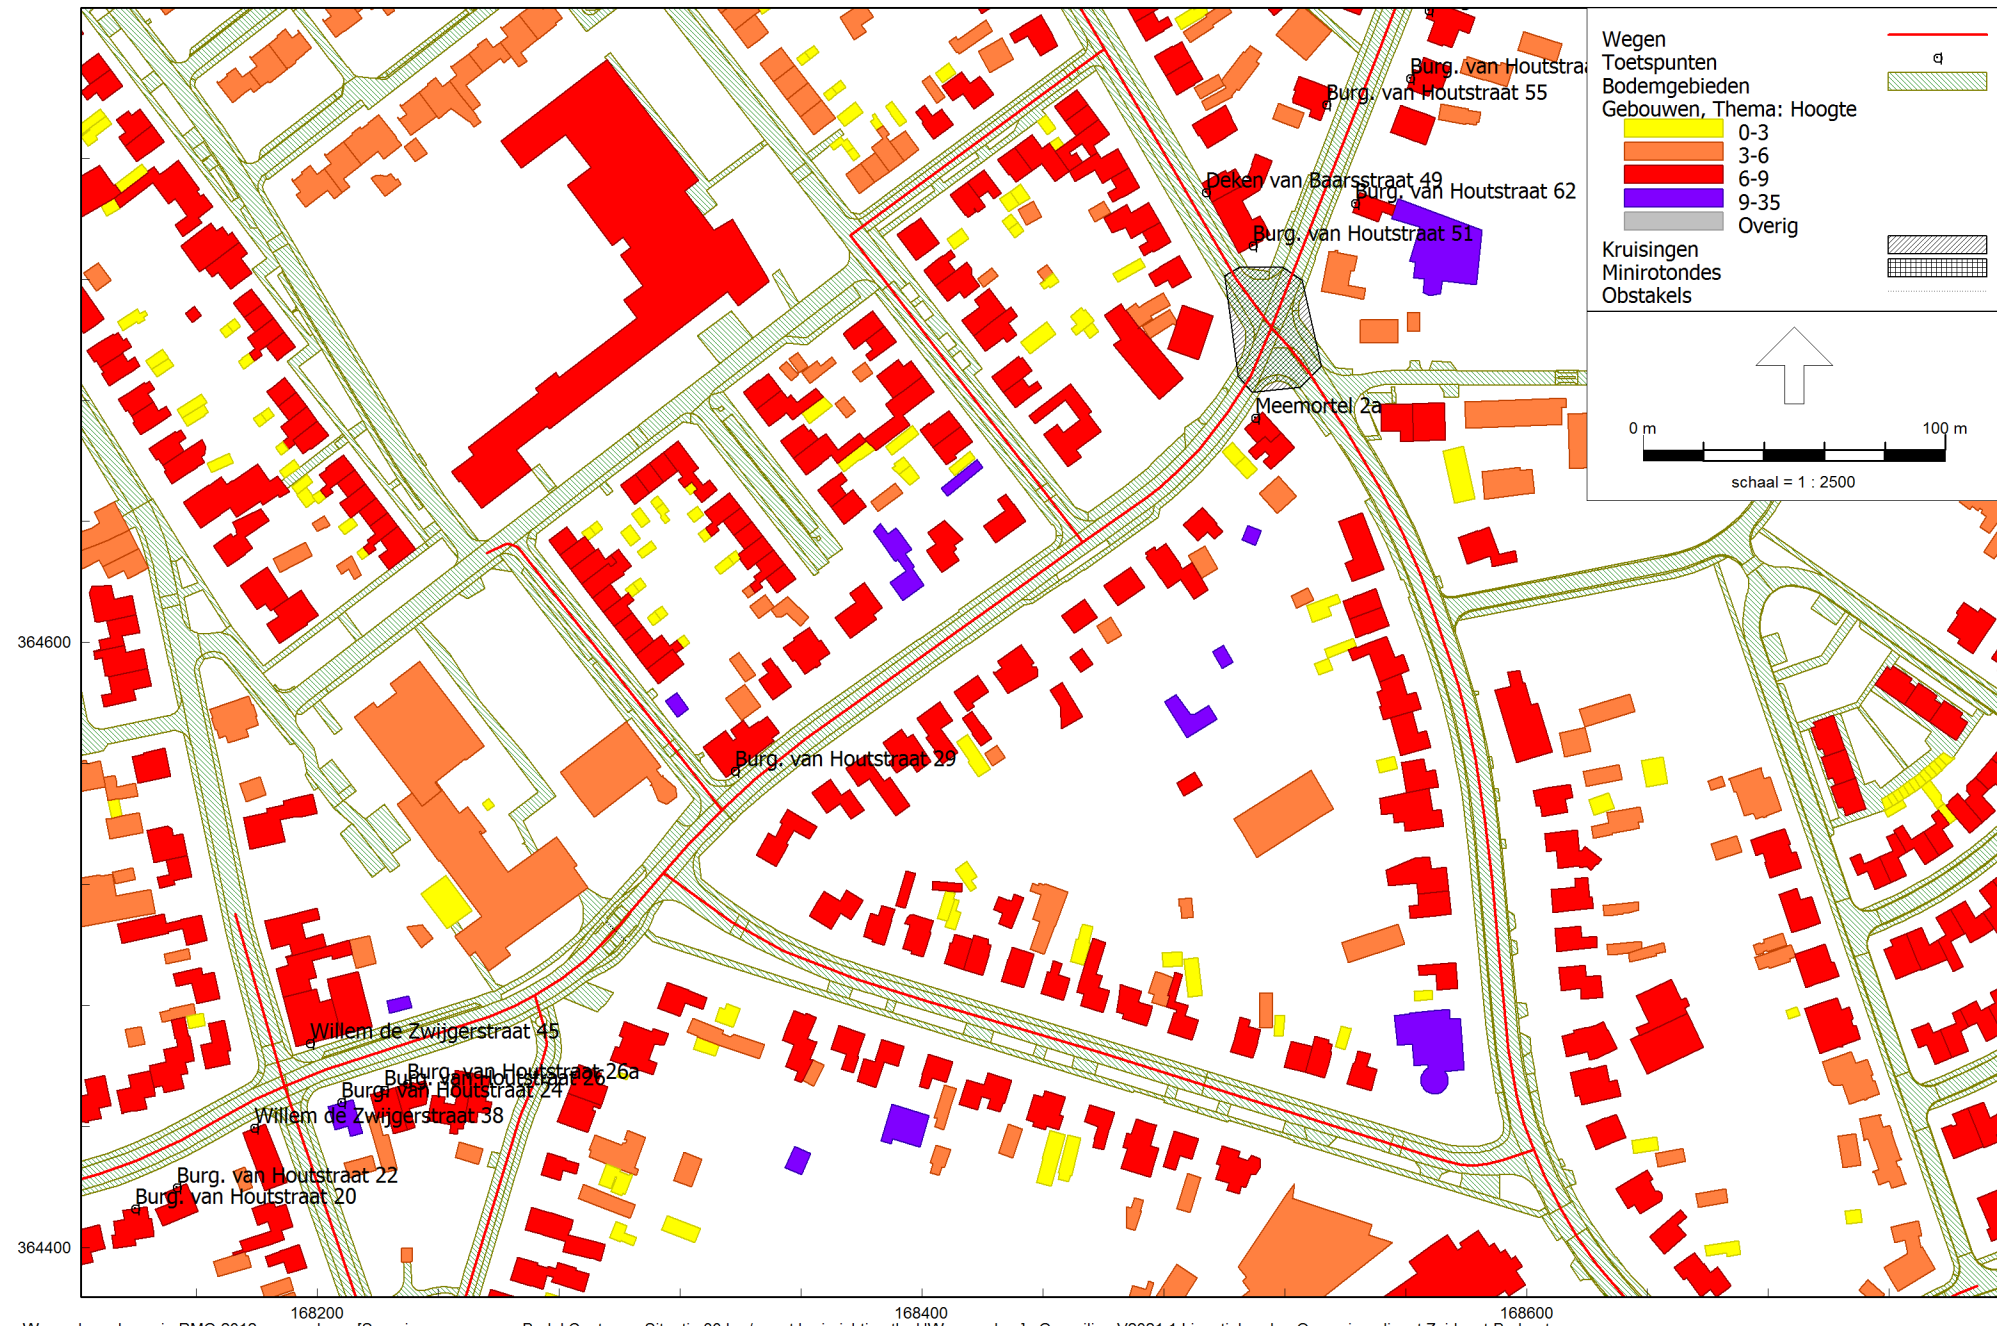 Wegen
Toetspunten
Bodemgebieden
Gebouwen, Thema: Hoogte
0-3
3-6
6-9
9-35
Overig
Kruisingen
Minirotondes
Obstakels
0 m
100 m
schaal = 1 : 2500
Burg. van Houtstraa
Burg. van Houtstraat 55
Deken van Baarsstraat 49
Burg. van Houtstraat 62
Burg. van Houtstraat 51
Meemortel 2a
364600
Burg. van Houtstraat 29
Willem de Zwijgerstraat 45
Burg. van Houtstraat 26a
Burg. van Houtstraat 26
Burg. van Houtstraat 24
Willem de Zwijgerstraat 38
Burg. van Houtstraat 22
Burg. van Houtstraat 20
364400
168200
168400
168600